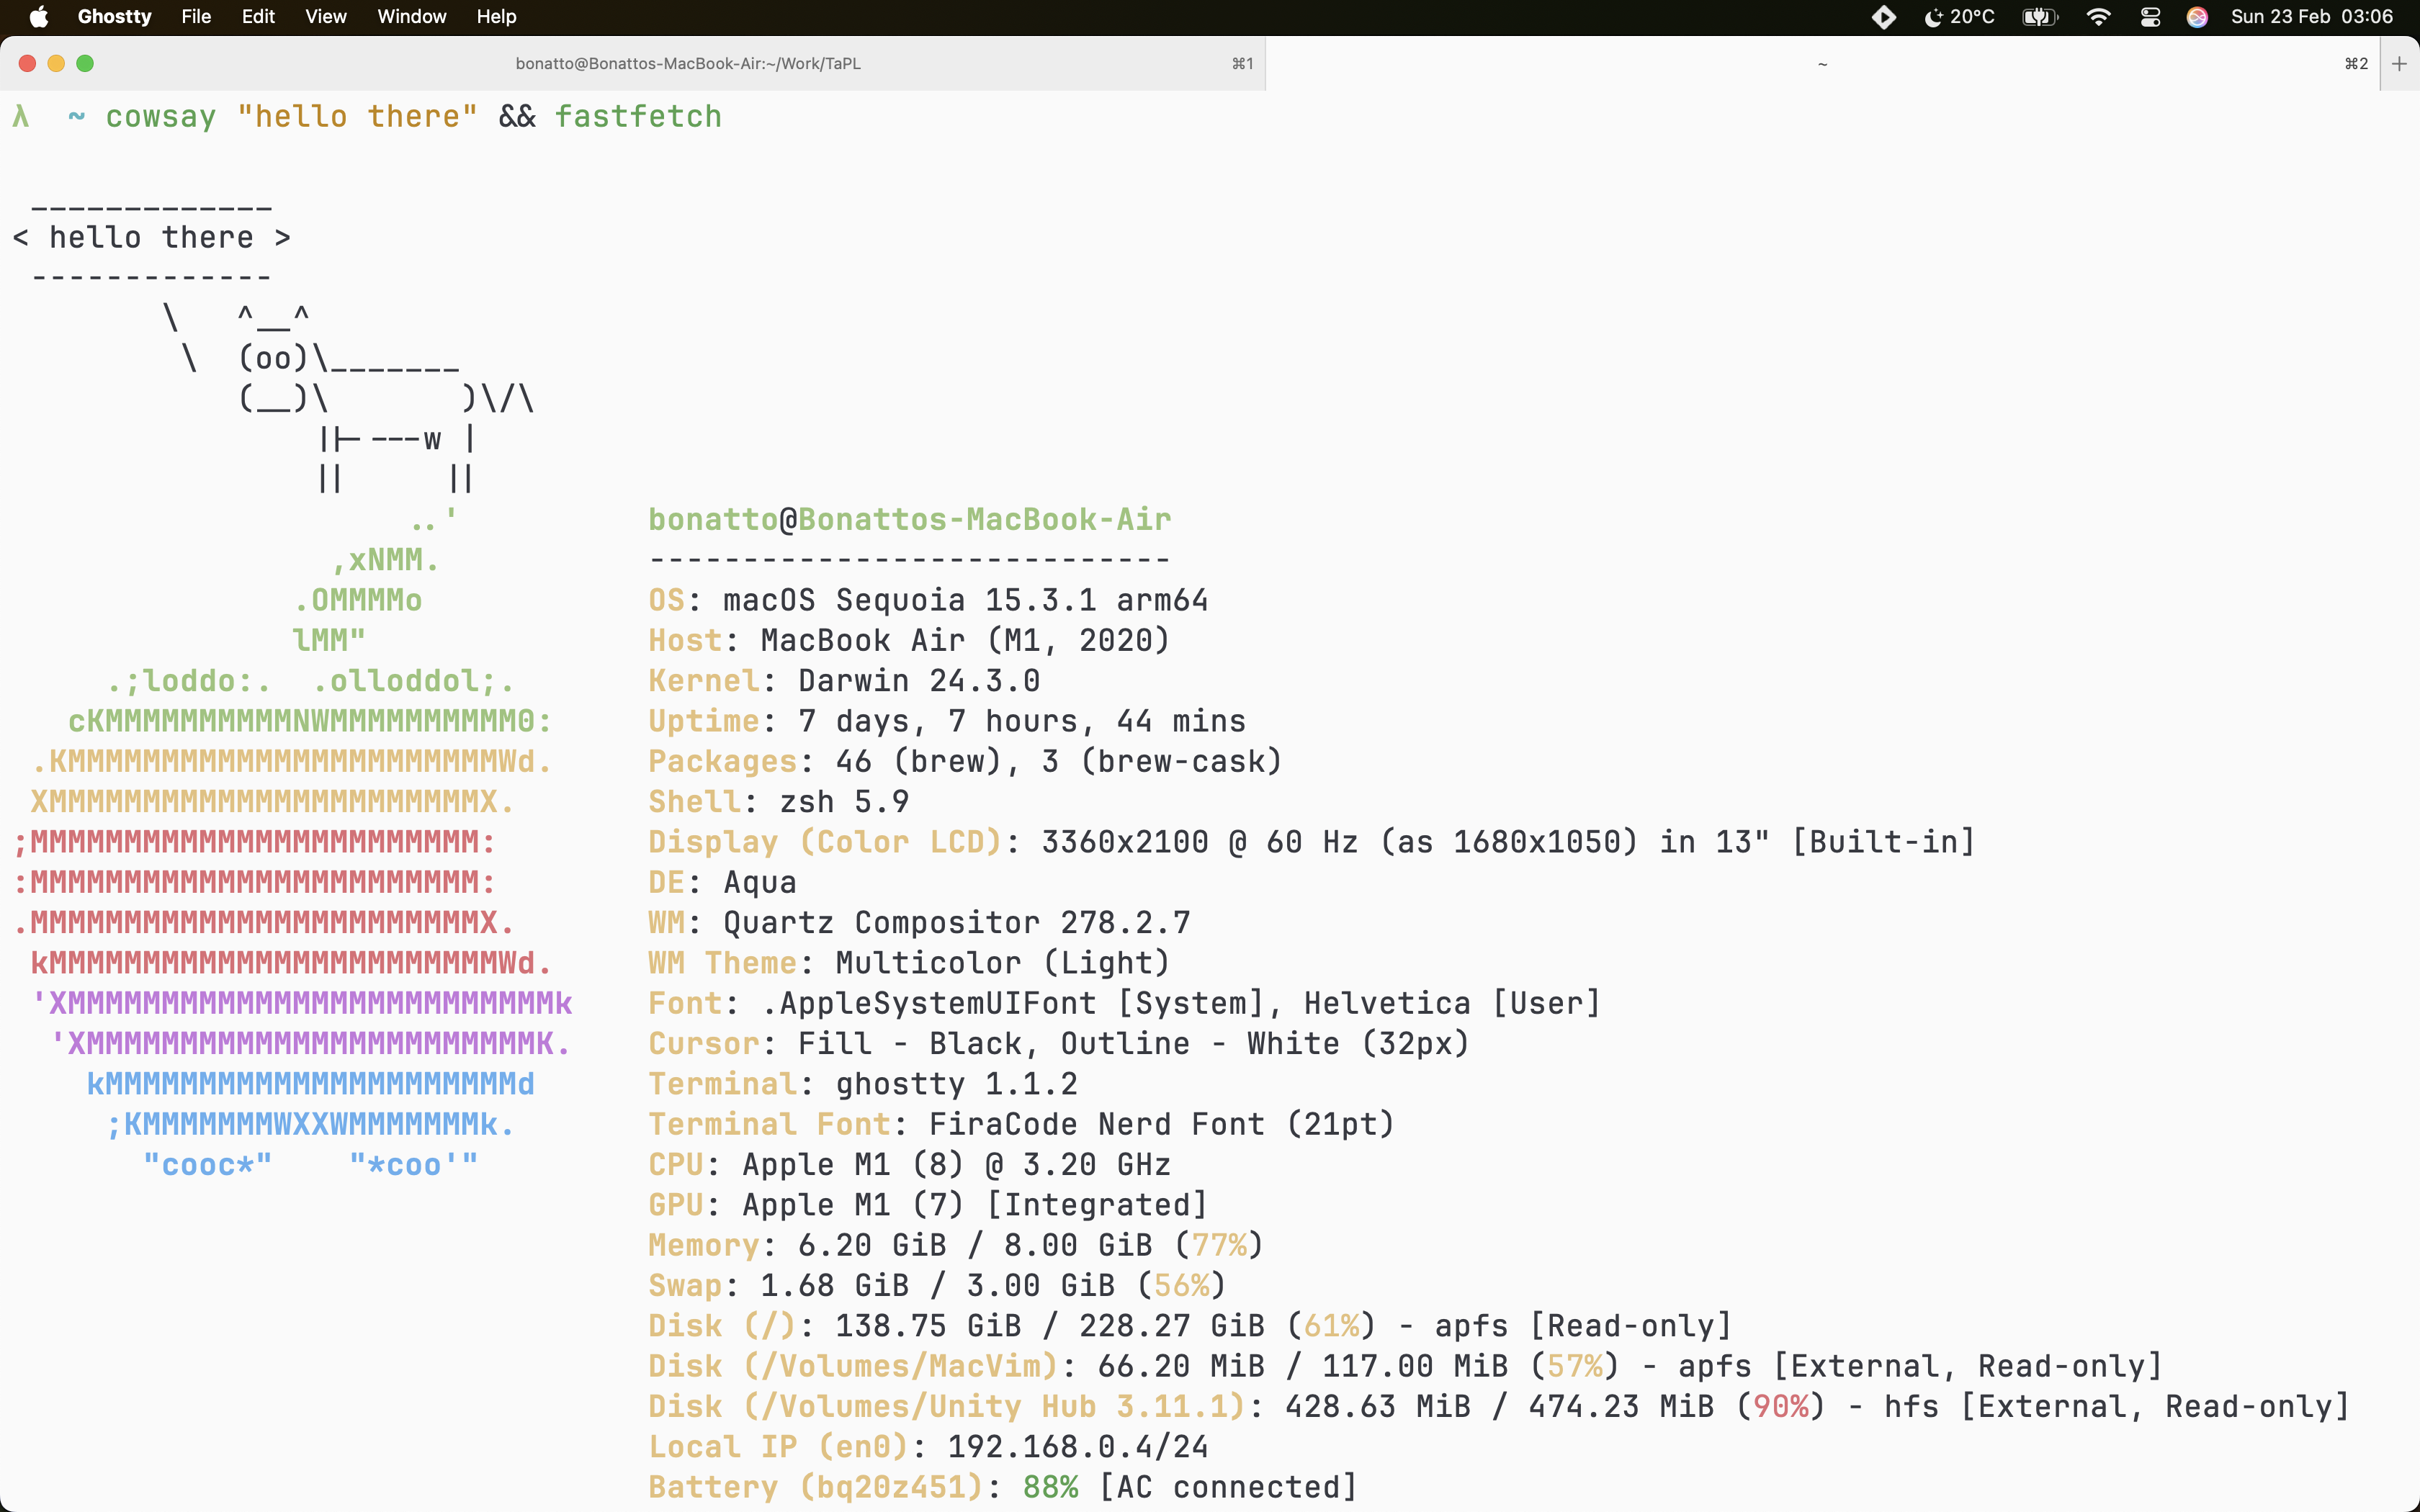 Ghostty File Edit View Window Help 20°C Sun 23 Feb 03:06
bonatto@Bonattos-MacBook-Air:~/Work/TaPL ⌘1 ~ ⌘2 +
λ ~ cowsay "hello there" && fastfetch
 _____________
< hello there >
 -------------
        \   ^__^
         \  (oo)\_______
            (__)\       )\/\
                ||----w |
                ||     ||
..'
,xNMM.
.OMMMMo
lMM"
.;loddo:.  .olloddol;.
cKMMMMMMMMMMNWMMMMMMMMMM0:
.KMMMMMMMMMMMMMMMMMMMMMMMWd.
XMMMMMMMMMMMMMMMMMMMMMMMX.
;MMMMMMMMMMMMMMMMMMMMMMMM:
:MMMMMMMMMMMMMMMMMMMMMMMM:
.MMMMMMMMMMMMMMMMMMMMMMMMX.
kMMMMMMMMMMMMMMMMMMMMMMMMWd.
'XMMMMMMMMMMMMMMMMMMMMMMMMMMk
'XMMMMMMMMMMMMMMMMMMMMMMMMK.
kMMMMMMMMMMMMMMMMMMMMMMd
;KMMMMMMMWXXWMMMMMMMk.
"cooc*"    "*coo'"
bonatto@Bonattos-MacBook-Air
----------------------------
OS: macOS Sequoia 15.3.1 arm64
Host: MacBook Air (M1, 2020)
Kernel: Darwin 24.3.0
Uptime: 7 days, 7 hours, 44 mins
Packages: 46 (brew), 3 (brew-cask)
Shell: zsh 5.9
Display (Color LCD): 3360x2100 @ 60 Hz (as 1680x1050) in 13" [Built-in]
DE: Aqua
WM: Quartz Compositor 278.2.7
WM Theme: Multicolor (Light)
Font: .AppleSystemUIFont [System], Helvetica [User]
Cursor: Fill - Black, Outline - White (32px)
Terminal: ghostty 1.1.2
Terminal Font: FiraCode Nerd Font (21pt)
CPU: Apple M1 (8) @ 3.20 GHz
GPU: Apple M1 (7) [Integrated]
Memory: 6.20 GiB / 8.00 GiB (77%)
Swap: 1.68 GiB / 3.00 GiB (56%)
Disk (/): 138.75 GiB / 228.27 GiB (61%) - apfs [Read-only]
Disk (/Volumes/MacVim): 66.20 MiB / 117.00 MiB (57%) - apfs [External, Read-only]
Disk (/Volumes/Unity Hub 3.11.1): 428.63 MiB / 474.23 MiB (90%) - hfs [External, Read-only]
Local IP (en0): 192.168.0.4/24
Battery (bq20z451): 88% [AC connected]